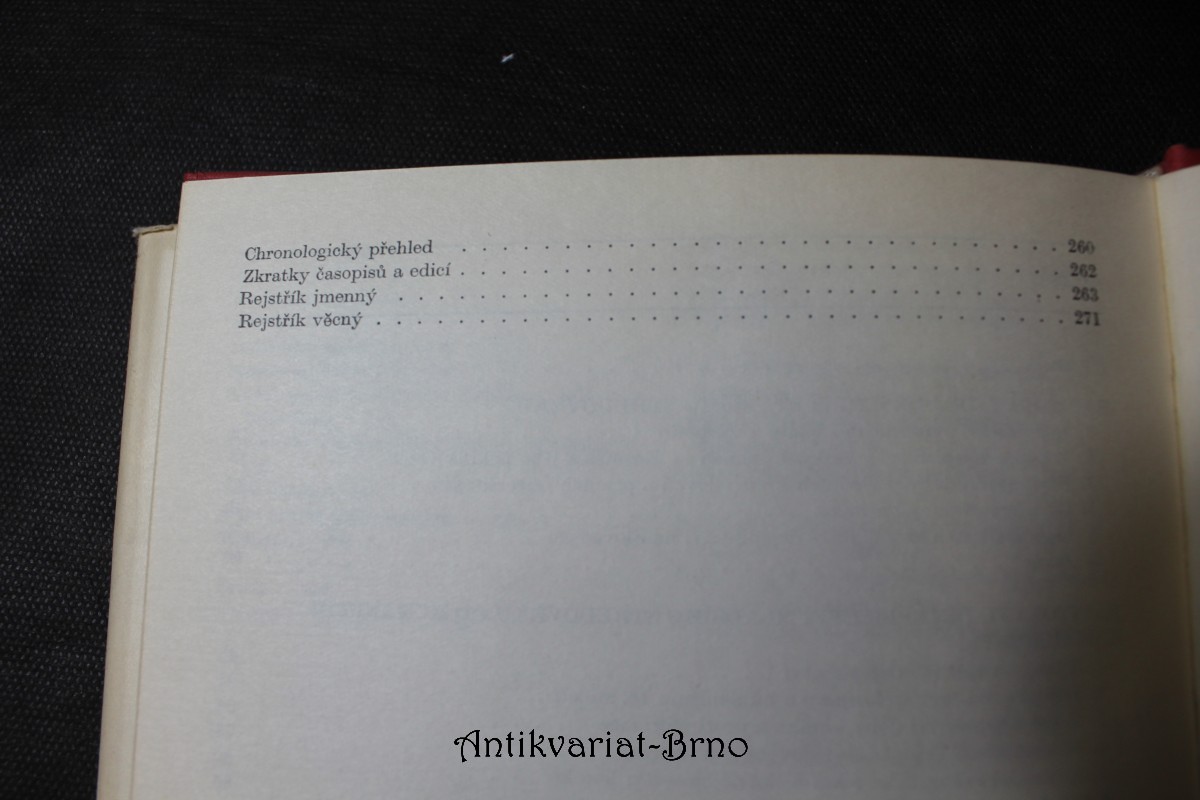 Chronologický přehled . . . . . . . . . . . . . . . . . . . . . . . . . . . . . 260
Zkratky časopisů a edicí . . . . . . . . . . . . . . . . . . . . . . . . . . . . . 262
Rejstřík jmenný . . . . . . . . . . . . . . . . . . . . . . . . . . . . . . . . 263
Rejstřík věcný . . . . . . . . . . . . . . . . . . . . . . . . . . . . . . . . . 271
Antikvariat-Brno